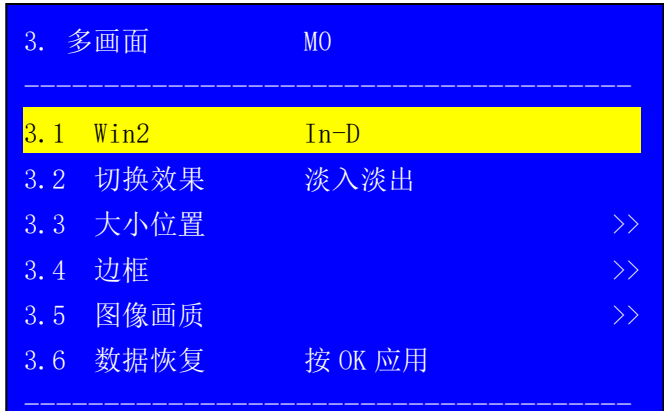 3. 多画面 M0
--------------------------------------
3.1 Win2 In-D
3.2 切换效果 淡入淡出
3.3 大小位置 >>
3.4 边框 >>
3.5 图像画质 >>
3.6 数据恢复 按 OK 应用
--------------------------------------